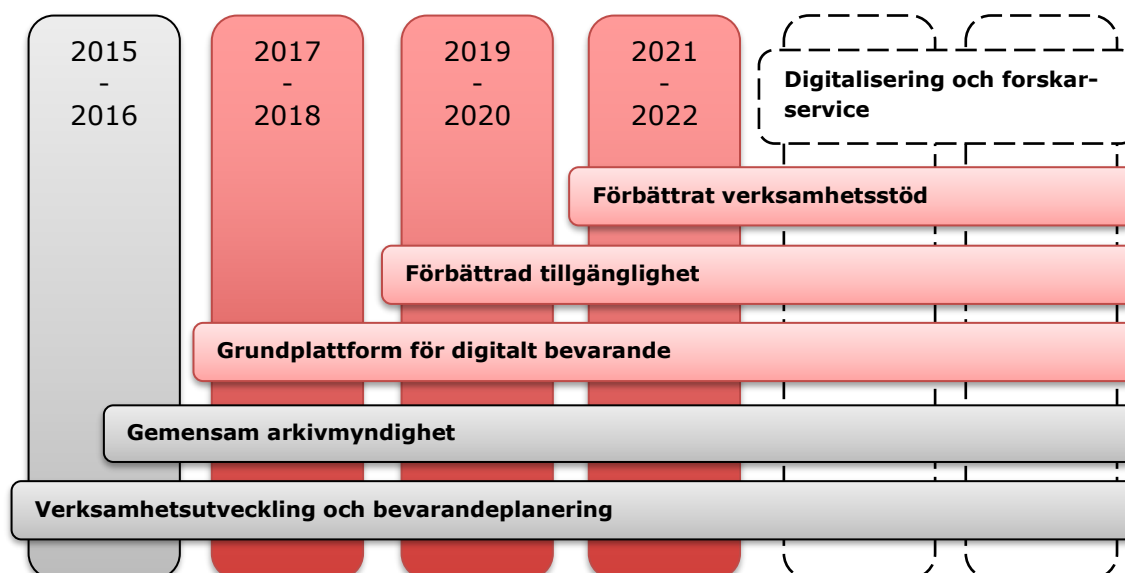 2015
-
2016
2017
-
2018
2019
-
2020
2021
-
2022
Digitalisering och forskar-
service
Förbättrat verksamhetsstöd
Förbättrad tillgänglighet
Grundplattform för digitalt bevarande
Gemensam arkivmyndighet
Verksamhetsutveckling och bevarandeplanering